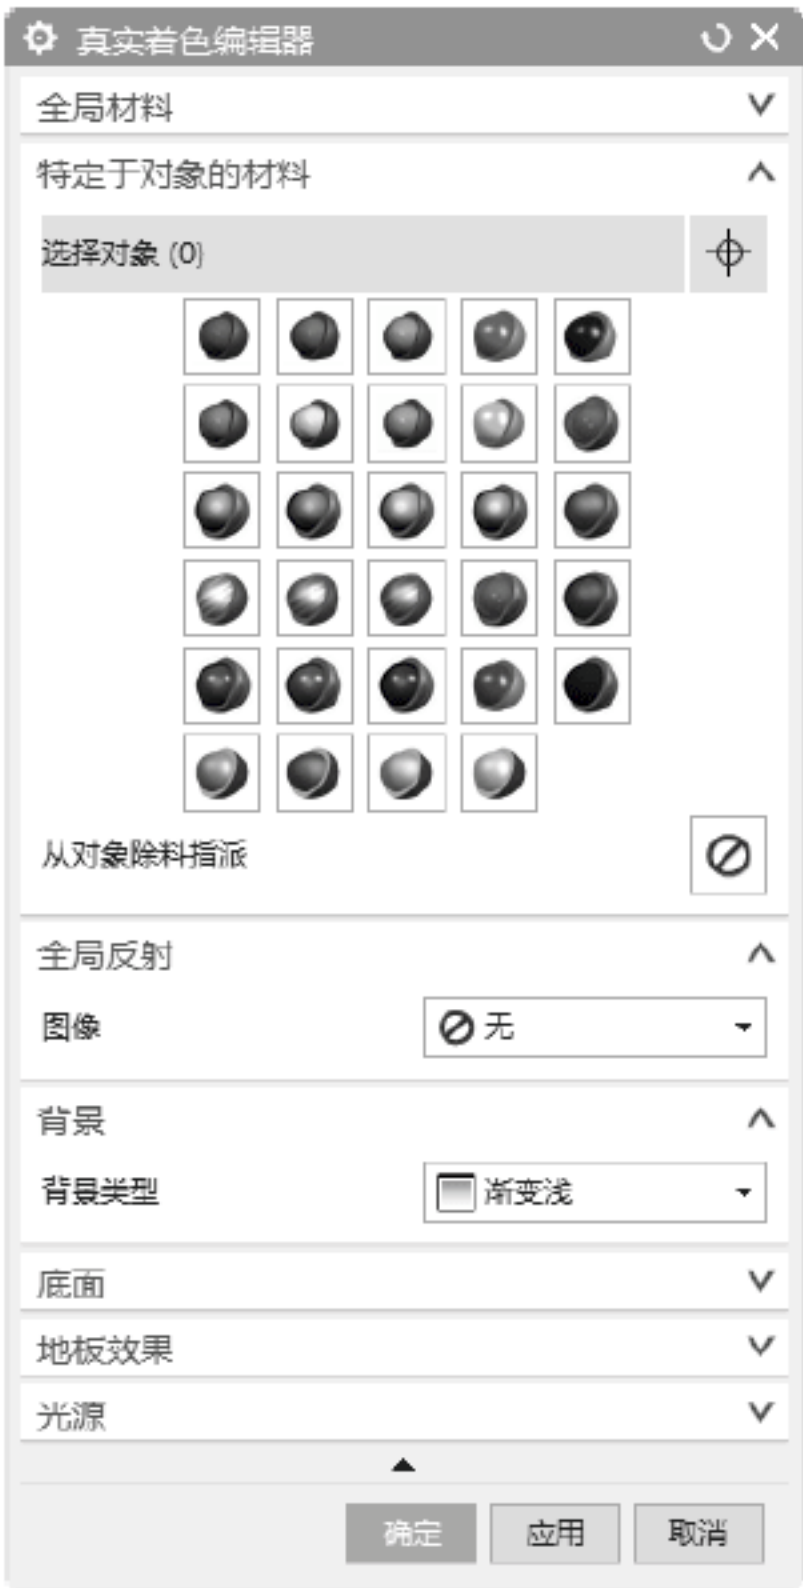 真实着色编辑器
全局材料
特定于对象的材料
选择对象 (0)
从对象除料指派
全局反射
图像 无
背景
背景类型 渐变浅
底面
地板效果
光源
确定 应用 取消